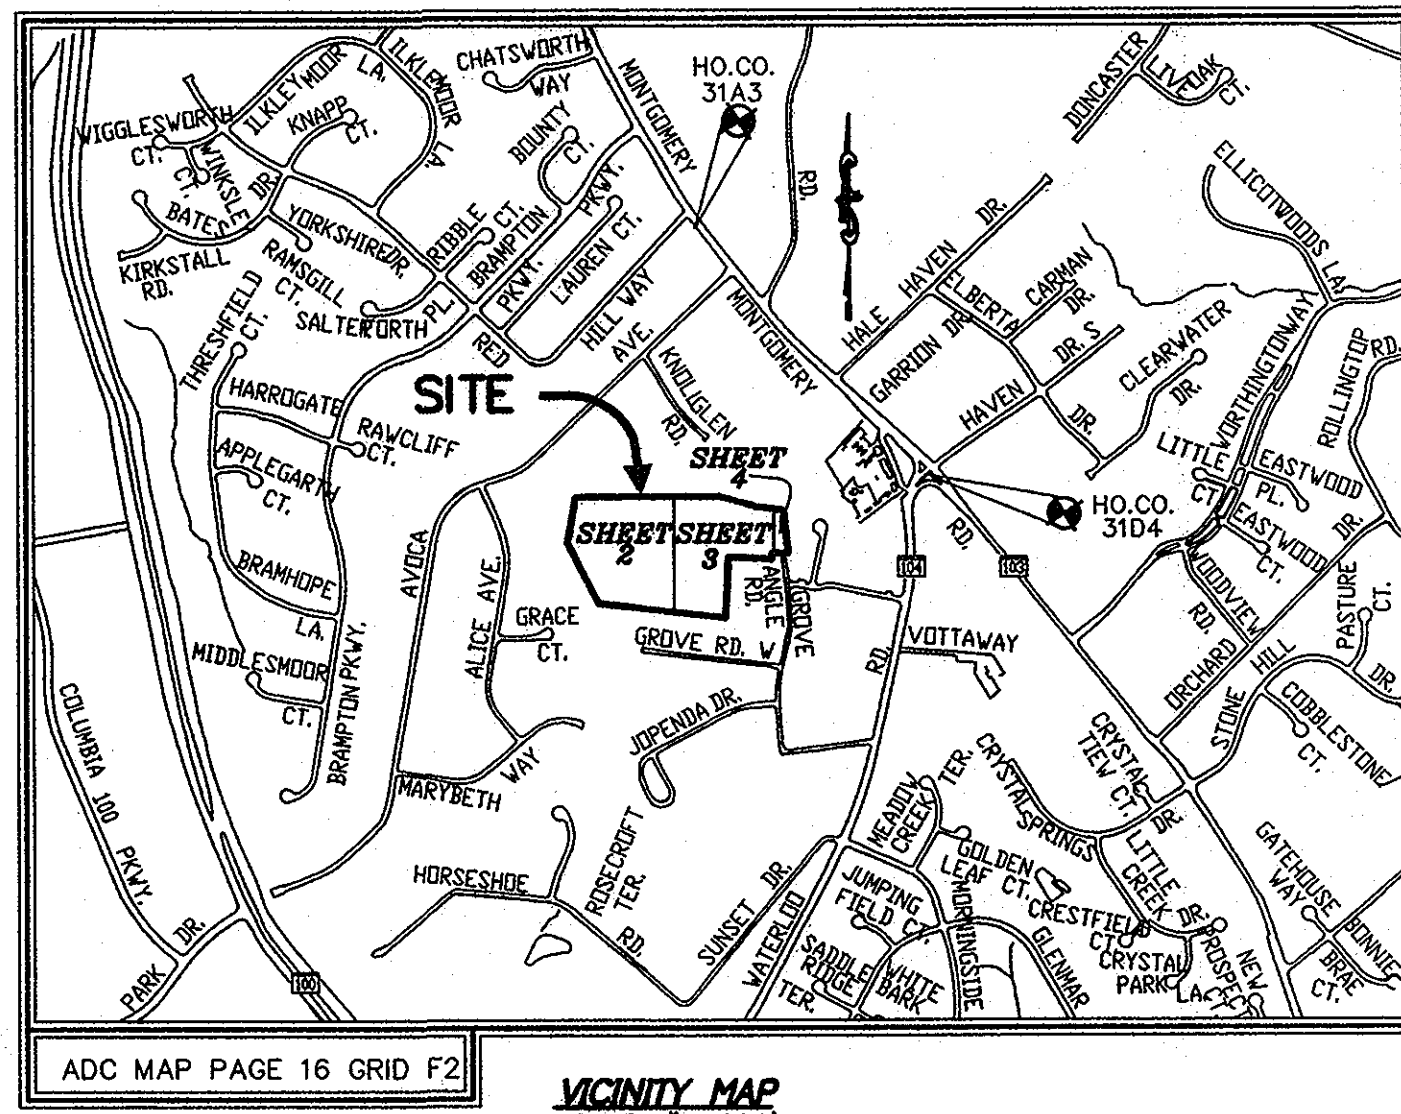 CHATSWORTH
WAY
ILKLEY MOOR
LA.
ILKLEMOOR
LA.
MONTGOMERY
HO.CO.
31A3
DONCASTER
LIVEOAK
CT.
WIGGLESWORTH
CT.
KNAPP
CT.
WINKSLEY
CT.
BOUNTY
CT.
ELLICOTWOODS LA.
DR.
BATES
YORKSHIRE DR.
KIRKSTALL
RD.
RAMSGILL
CT.
RIBBLE
CT.
BRAMPTON
PKWY.
PKWY.
LAUREN CT.
RD.
HALE HAVEN DR.
ELBERTA
CARMAN
DR.
THRESHFIELD
CT.
SALTERFORTH
PL.
RED
HILL WAY
AVE.
MONTGOMERY
GARRION DR.
DR. S
CLEARWATER
DR.
WORTHINGTON WAY
ROLLINGTOP
RD.
HARROGATE
SITE
KNOLLGLEN
RD.
HAVEN
DR.
RAWCLIFF
CT.
APPLEGARTH
CT.
SHEET
4
LITTLE
CT.
EASTWOOD
PL.
SHEET
2
SHEET
3
HO.CO.
31D4
RD.
EASTWOOD
CT.
DR.
AVOCA
ALICE AVE.
BRAMHOPE
LA.
104
103
ANGLE
RD.
GROVE
WOODVIEW
RD.
PASTURE
CT.
GRACE
CT.
GROVE RD. W
VOTTAWAY
RD.
ORCHARD
STONE HILL
DR.
MIDDLESMOOR
CT.
BRAMPTON PKWY.
COLUMBIA 100 PKWY.
JOPENDA DR.
COBBLESTONE
CT.
CRYSTAL
TIEW
CT.
MARYBETH
WAY
CRYSTAL
SPRINGS
DR.
MEADOW
CREEK
TER.
HORSESHOE
RD.
ROSECROFT
TER.
SUNSET DR.
WATERLOO
GOLDEN
LEAF CT.
LITTLE
CREEK
DR.
GATEHOUSE
WAY
JUMPING
FIELD CT.
CRESTFIELD
CT.
MORNINGSIDE
GLENMAR
CRYSTAL
PARK
LA.
PROSPECT
CT.
NEW
BONNIE
BRAE
CT.
SADDLE
RIDGE
TER.
WHITE
BARK
PARK
DR.
100
ADC MAP PAGE 16 GRID F2
VICINITY MAP